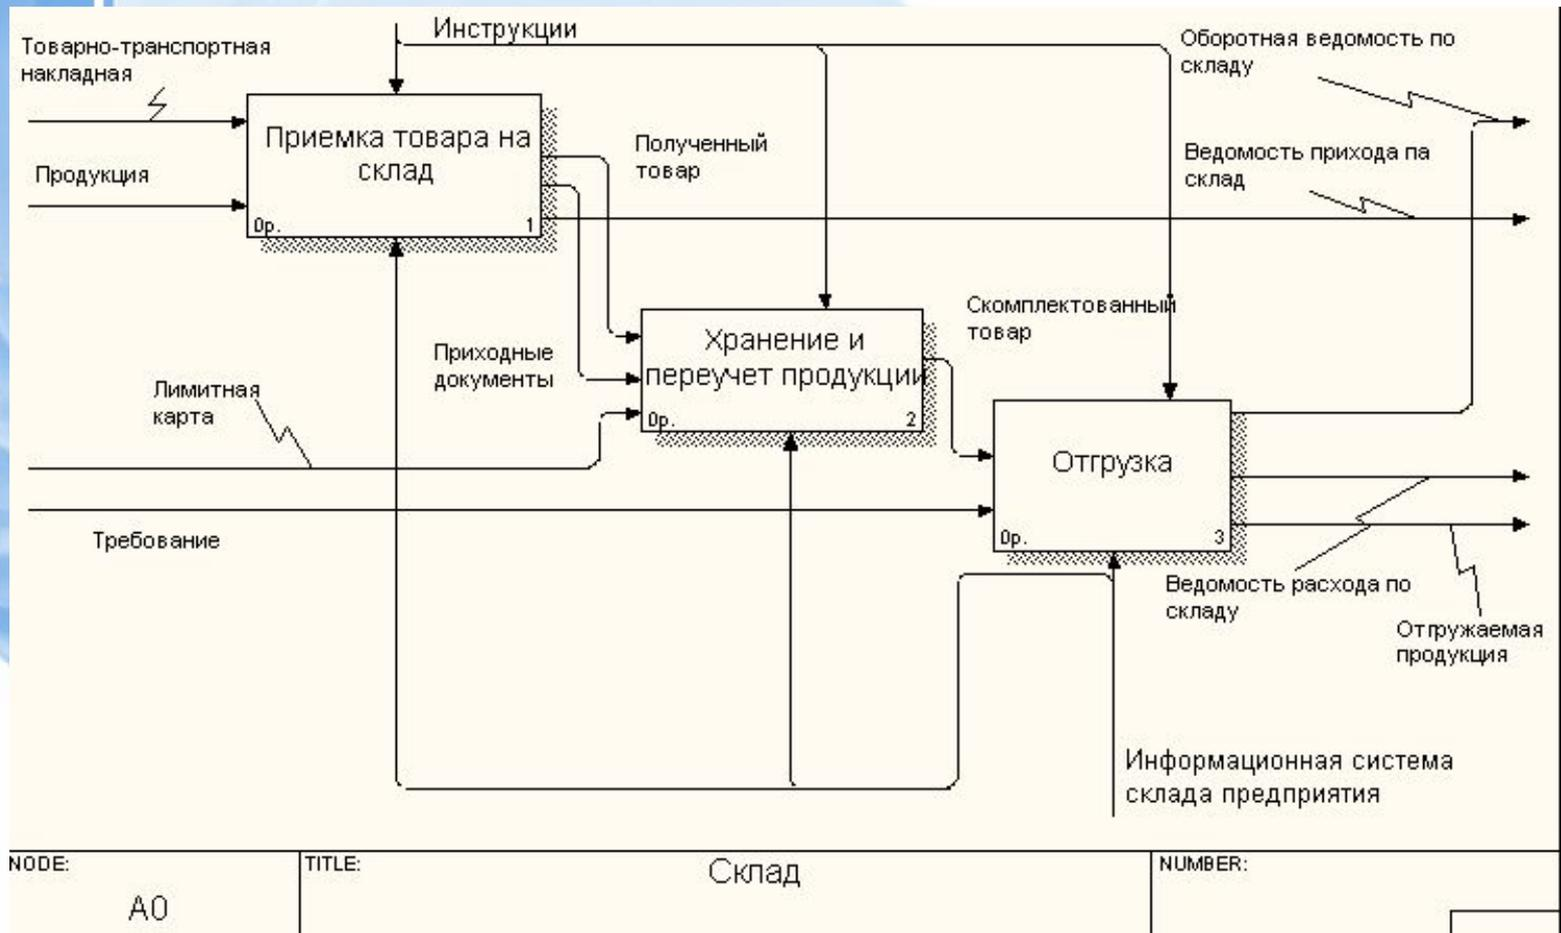 Инструкции
Товарно-транспортная
накладная
Оборотная ведомость по
складу
Приемка товара на
склад
0р.
1
Полученный
товар
Ведомость прихода па
склад
Продукция
Скомплектованный
товар
Хранение и
переучет продукции
0р.
2
Приходные
документы
Лимитная
карта
Отгрузка
0р.
3
Требование
Ведомость расхода по
складу
Отгружаемая
продукция
Информационная система
склада предприятия
NODE:
A0
TITLE:
Склад
NUMBER: